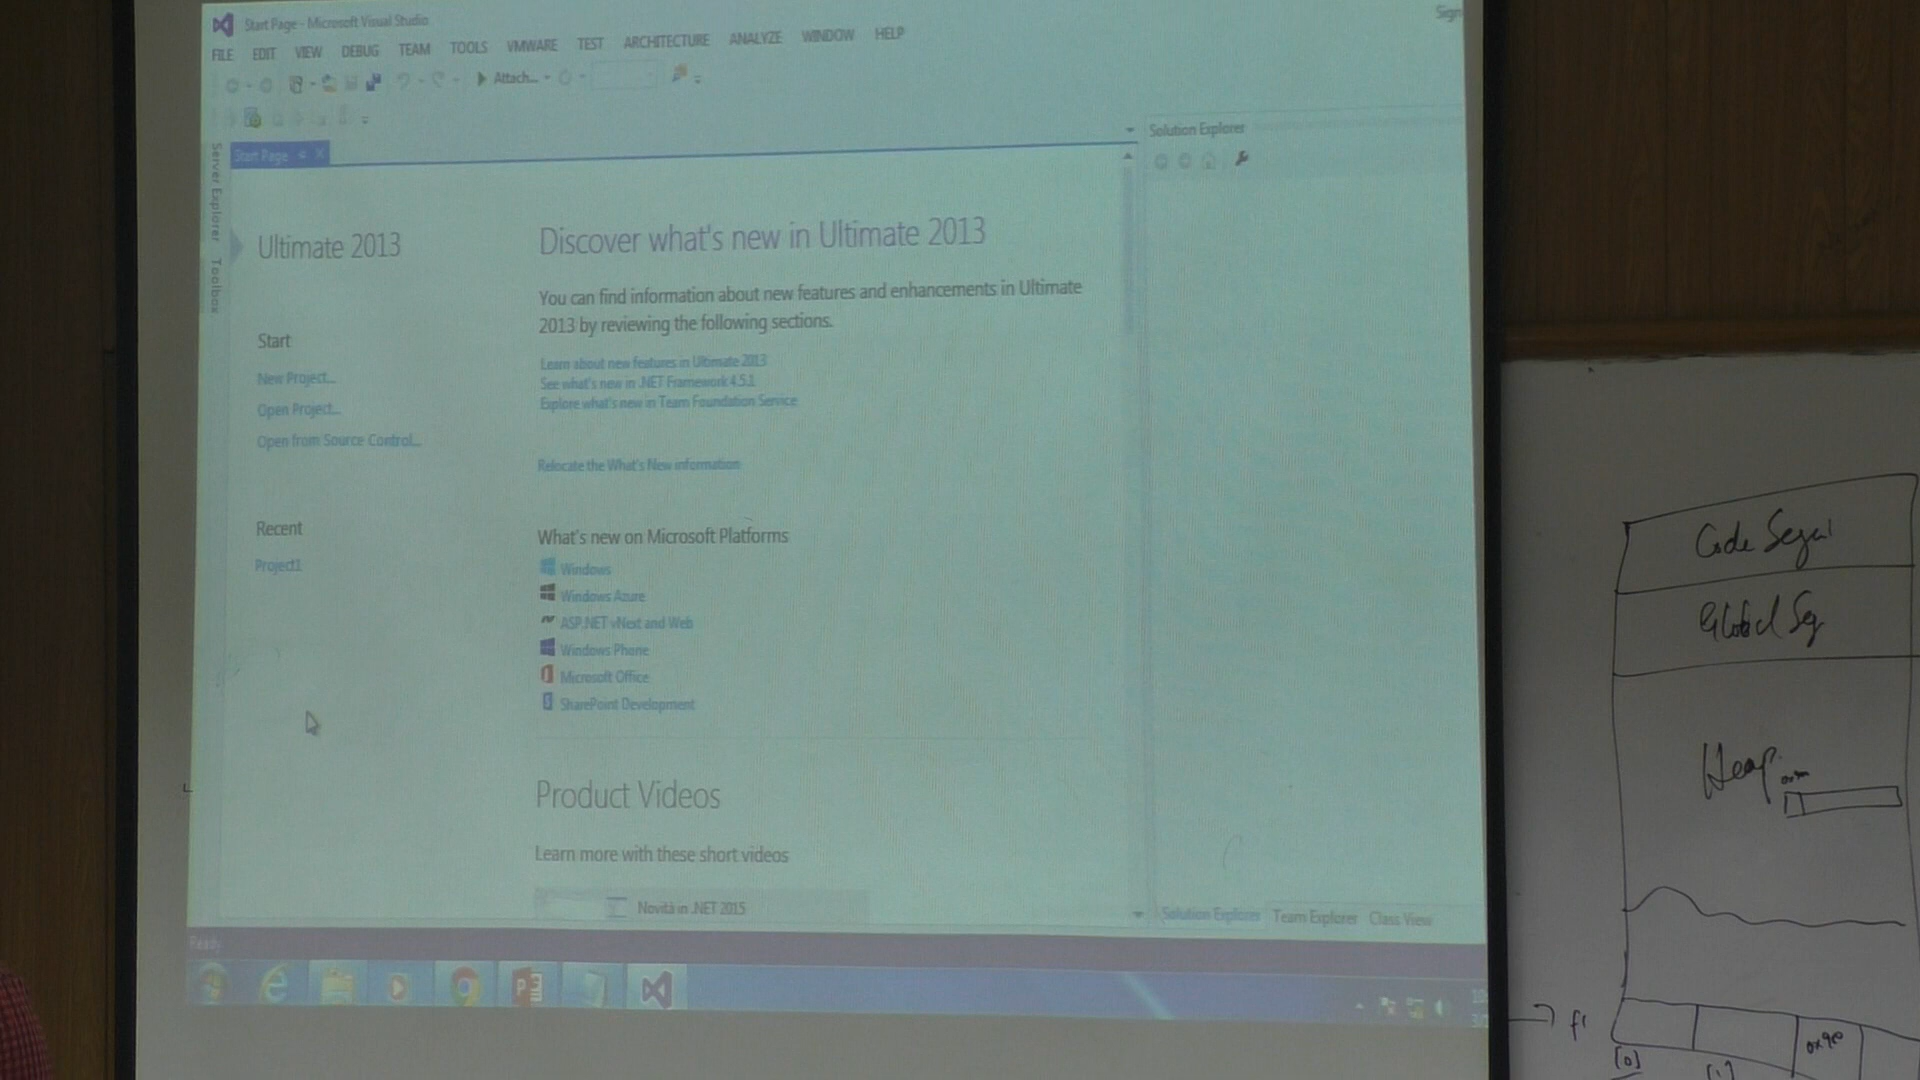 Start Page - Microsoft Visual Studio
Sign
FILE EDIT VIEW DEBUG TEAM TOOLS VMWARE TEST ARCHITECTURE ANALYZE WINDOW HELP
Attach...
Solution Explorer
Start Page
Server Explorer
Toolbox
Ultimate 2013
Start
New Project...
Open Project...
Open from Source Control...
Recent
Project1
Discover what's new in Ultimate 2013
You can find information about new features and enhancements in Ultimate
2013 by reviewing the following sections.
Learn about new features in Ultimate 2013
See what's new in .NET Framework 4.5.1
Explore what's new in Team Foundation Service
Relocate the What's New information
What's new on Microsoft Platforms
Windows
Windows Azure
ASP.NET vNext and Web
Windows Phone
Microsoft Office
SharePoint Development
Product Videos
Learn more with these short videos
Novità in .NET 2015
Solution Explorer Team Explorer Class View
Ready
Code
Global Seg
Heap
f1
[0]
[1]